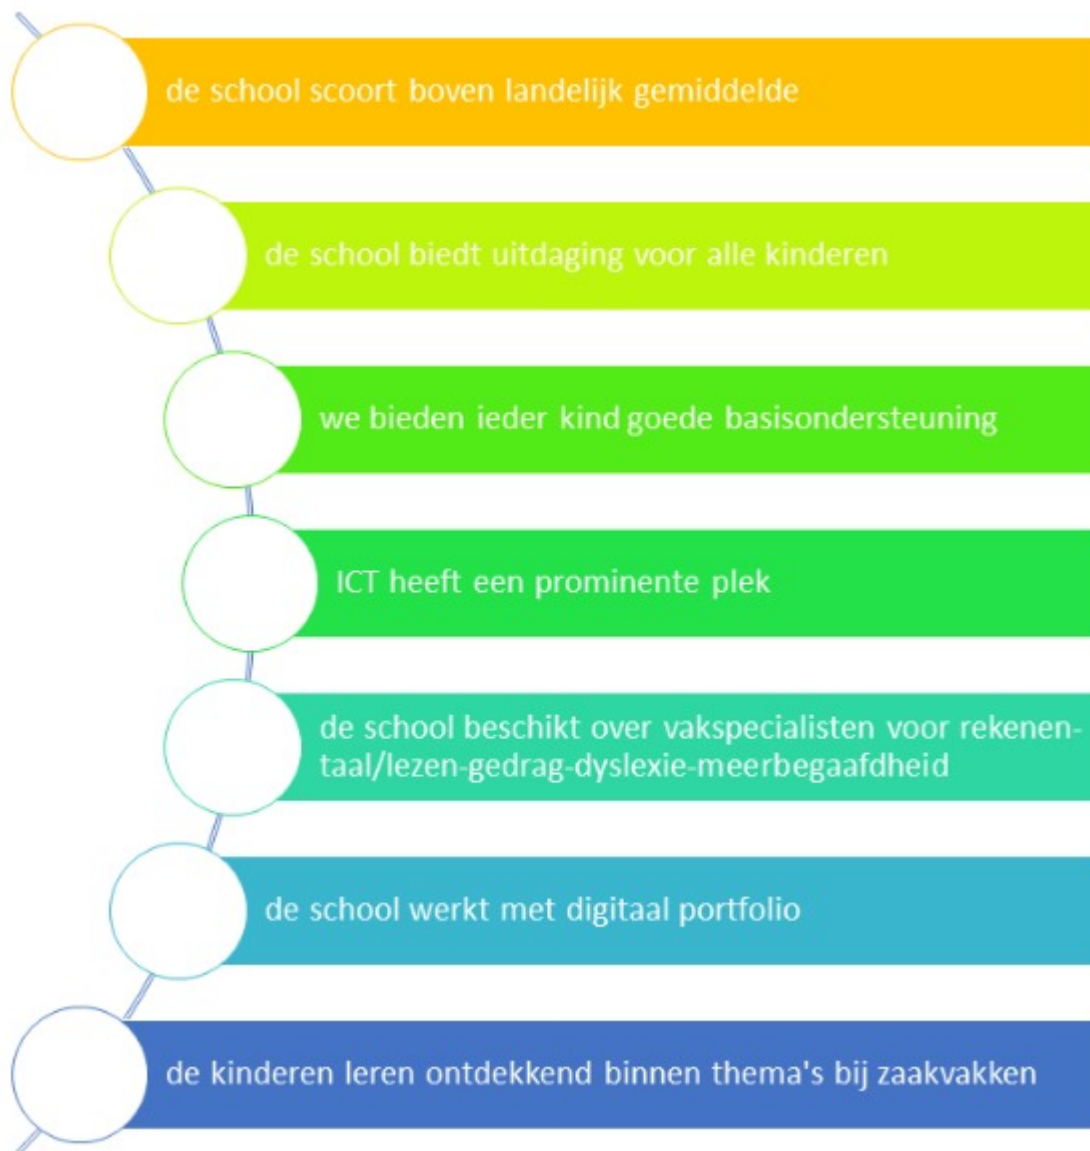 de school scoort boven landelijk gemiddelde
de school biedt uitdaging voor alle kinderen
we bieden ieder kind goede basisondersteuning
ICT heeft een prominente plek
de school beschikt over vakspecialisten voor rekenen-
taal/lezen-gedrag-dyslexie-meerbegaafdheid
de school werkt met digitaal portfolio
de kinderen leren ontdekkend binnen thema's bij zaakvakken